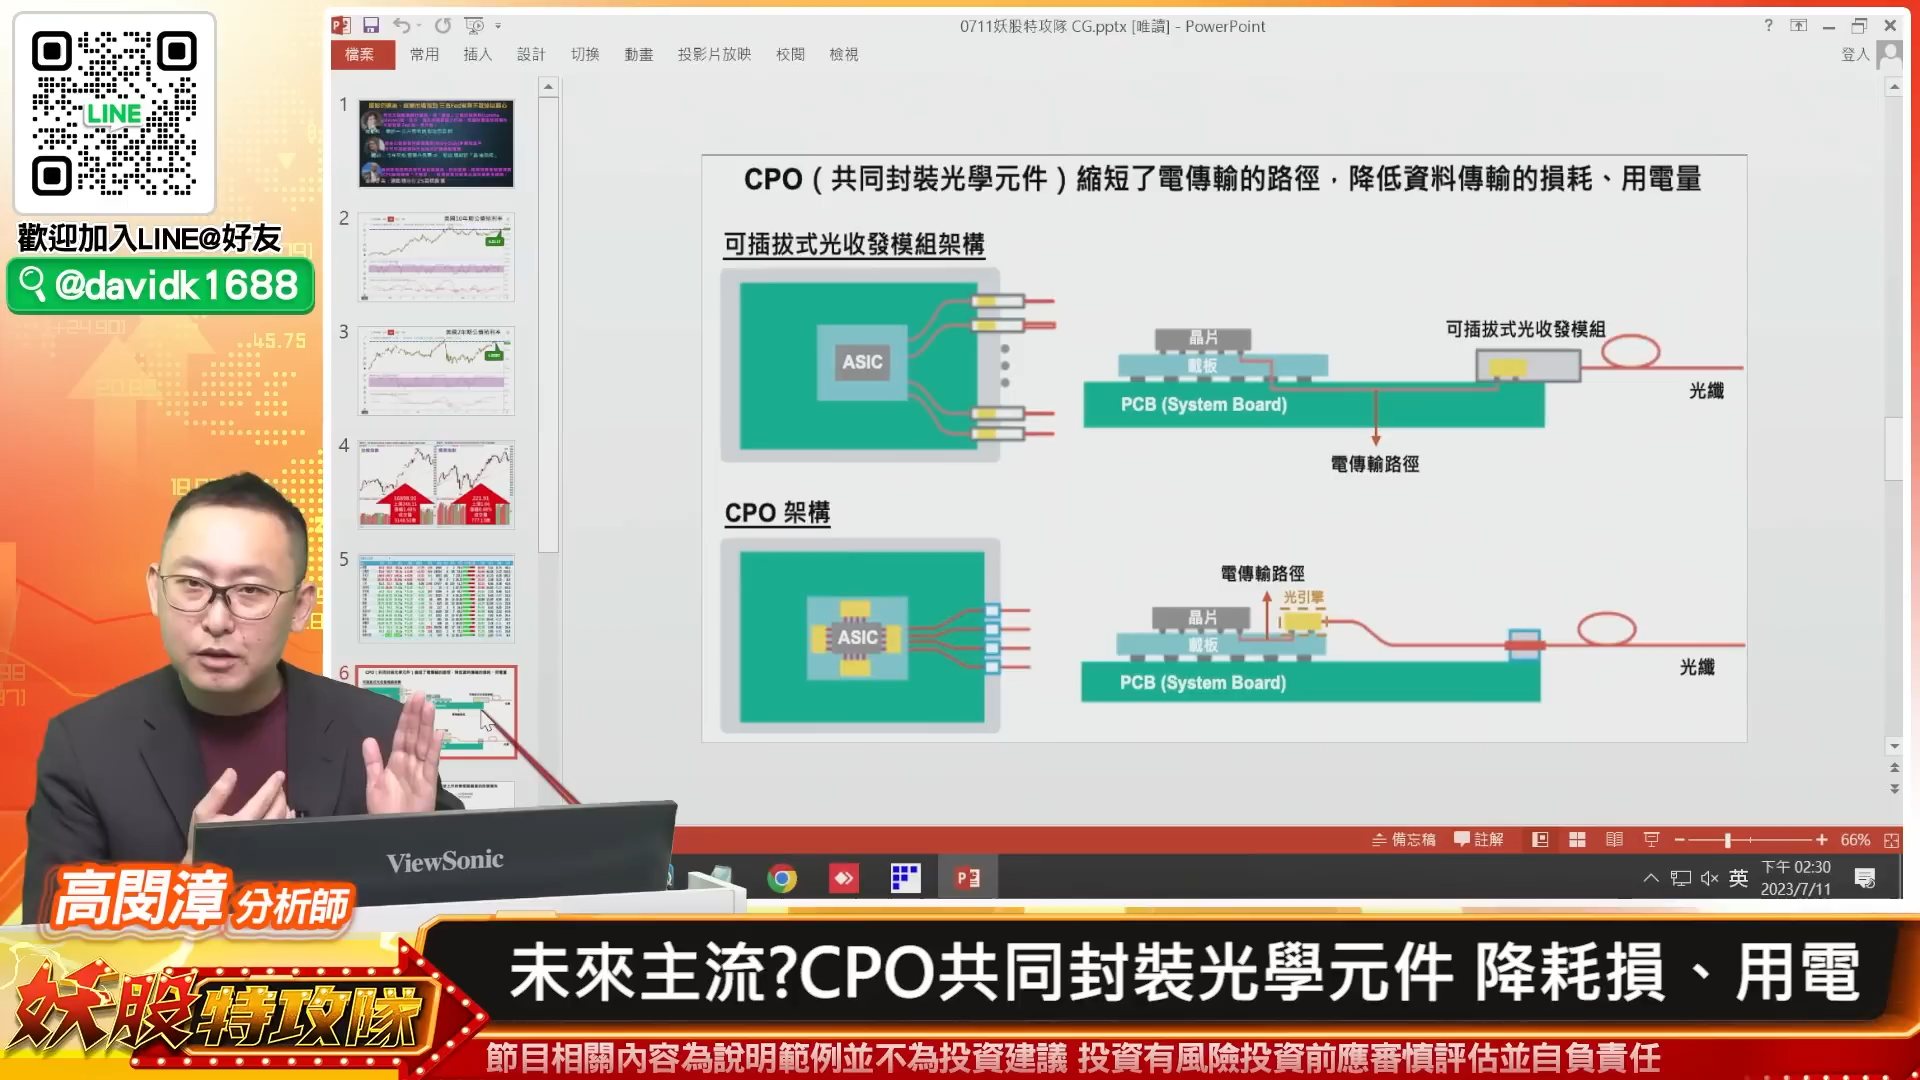 LINE
歡迎加入LINE@好友
@davidk1688
0711妖股特攻隊 CG.pptx [唯讀] - PowerPoint
檔案 常用 插入 設計 切換 動畫 投影片放映 校閱 檢視
登入
1
2
3
4
5
6
CPO（共同封裝光學元件）縮短了電傳輸的路徑，降低資料傳輸的損耗、用電量
可插拔式光收發模組架構
ASIC
晶片
載板
PCB (System Board)
可插拔式光收發模組
光纖
電傳輸路徑
CPO 架構
ASIC
電傳輸路徑
光引擎
晶片
載板
PCB (System Board)
光纖
備忘稿 註解 66%
英
下午 02:30
2023/7/11
ViewSonic
高閔漳 分析師
妖股特攻隊
未來主流?CPO共同封裝光學元件 降耗損、用電
節目相關內容為說明範例並不為投資建議 投資有風險投資前應審慎評估並自負責任